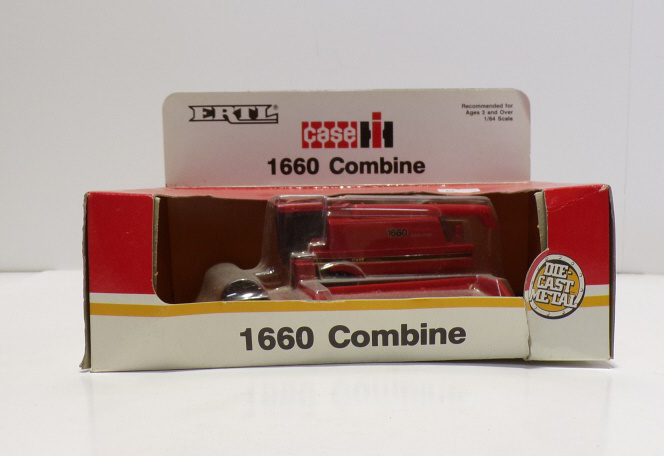 ERTL
Recommended for
Ages 3 and Over
1/64 Scale
case IH
1660 Combine
1660
1660 Combine
DIE-
CAST
METAL